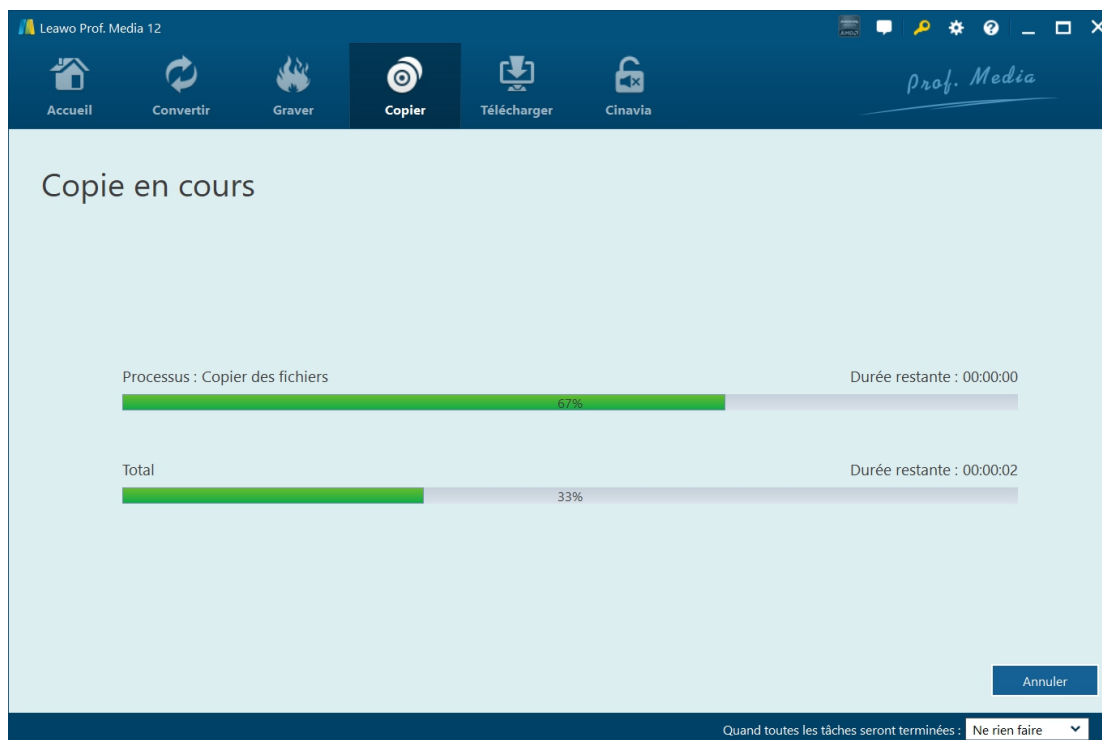 Leawo Prof. Media 12
Accueil
Convertir
Graver
Copier
Télécharger
Cinavia
Prof. Media
Copie en cours
Processus : Copier des fichiers
Durée restante : 00:00:00
67%
Total
Durée restante : 00:00:02
33%
Annuler
Quand toutes les tâches seront terminées :
Ne rien faire